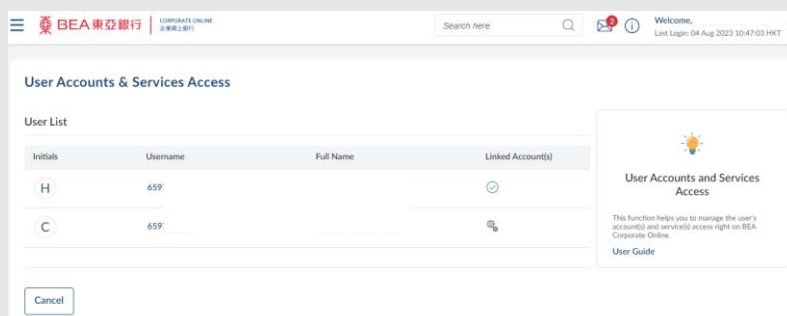 BEA東亞銀行
CORPORATE ONLINE
企業網上銀行
Search here
2
Welcome,
Last Login: 04 Aug 2023 10:47:03 HKT
User Accounts & Services Access
User List
Initials Username Full Name Linked Account(s)
H 659
C 659
User Accounts and Services
Access
This function helps you to manage the user's
account(s) and service(s) access right on BEA
Corporate Online.
User Guide
Cancel